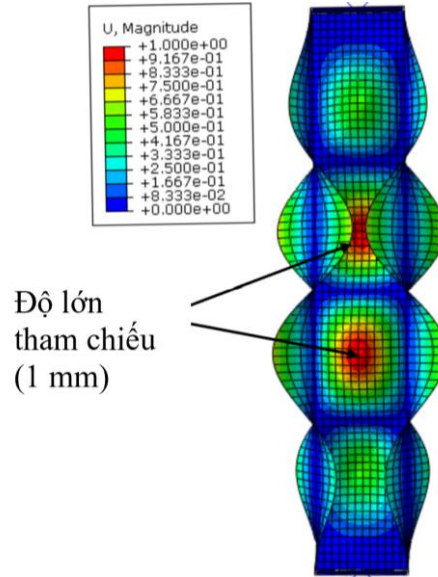 U, Magnitude
+1.000e+00
+9.167e-01
+8.333e-01
+7.500e-01
+6.667e-01
+5.833e-01
+5.000e-01
+4.167e-01
+3.333e-01
+2.500e-01
+1.667e-01
+8.333e-02
+0.000e+00
Độ lớn
tham chiếu
(1 mm)